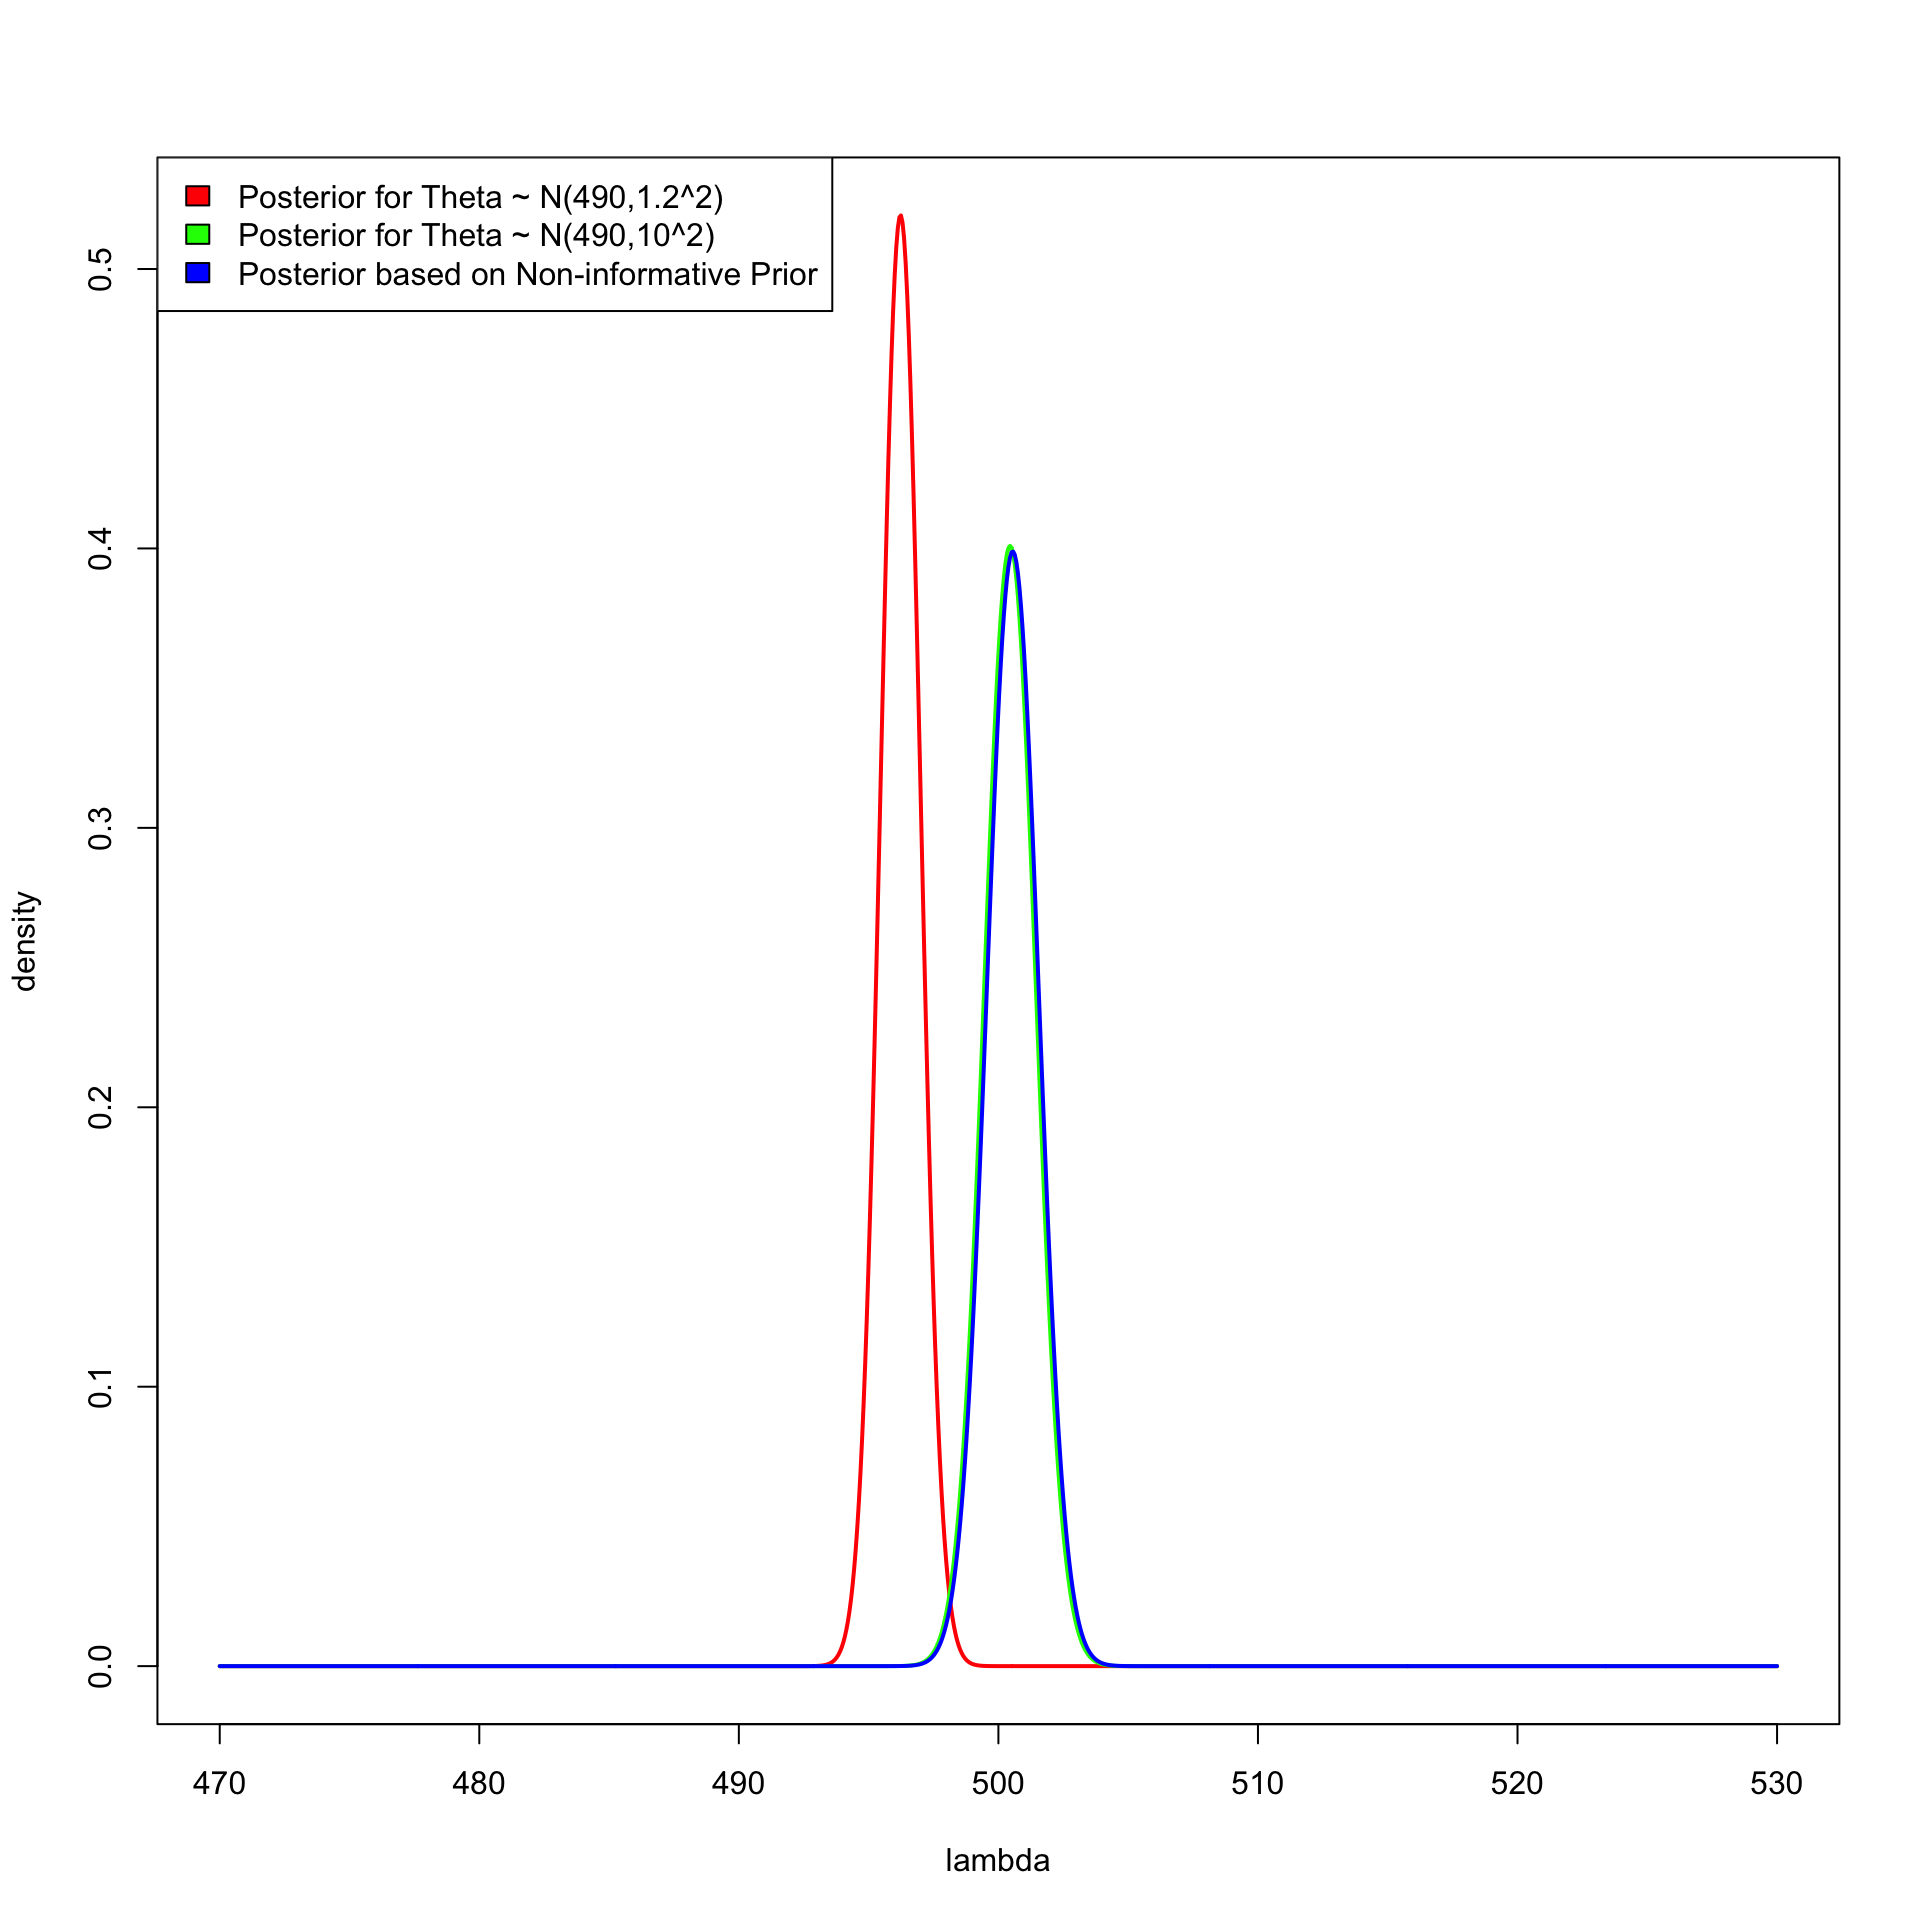 Posterior for Theta ~ N(490,1.2^2)
Posterior for Theta ~ N(490,10^2)
Posterior based on Non-informative Prior
0.5
0.4
0.3
0.2
0.1
0.0
density
470 480 490 500 510 520 530
lambda